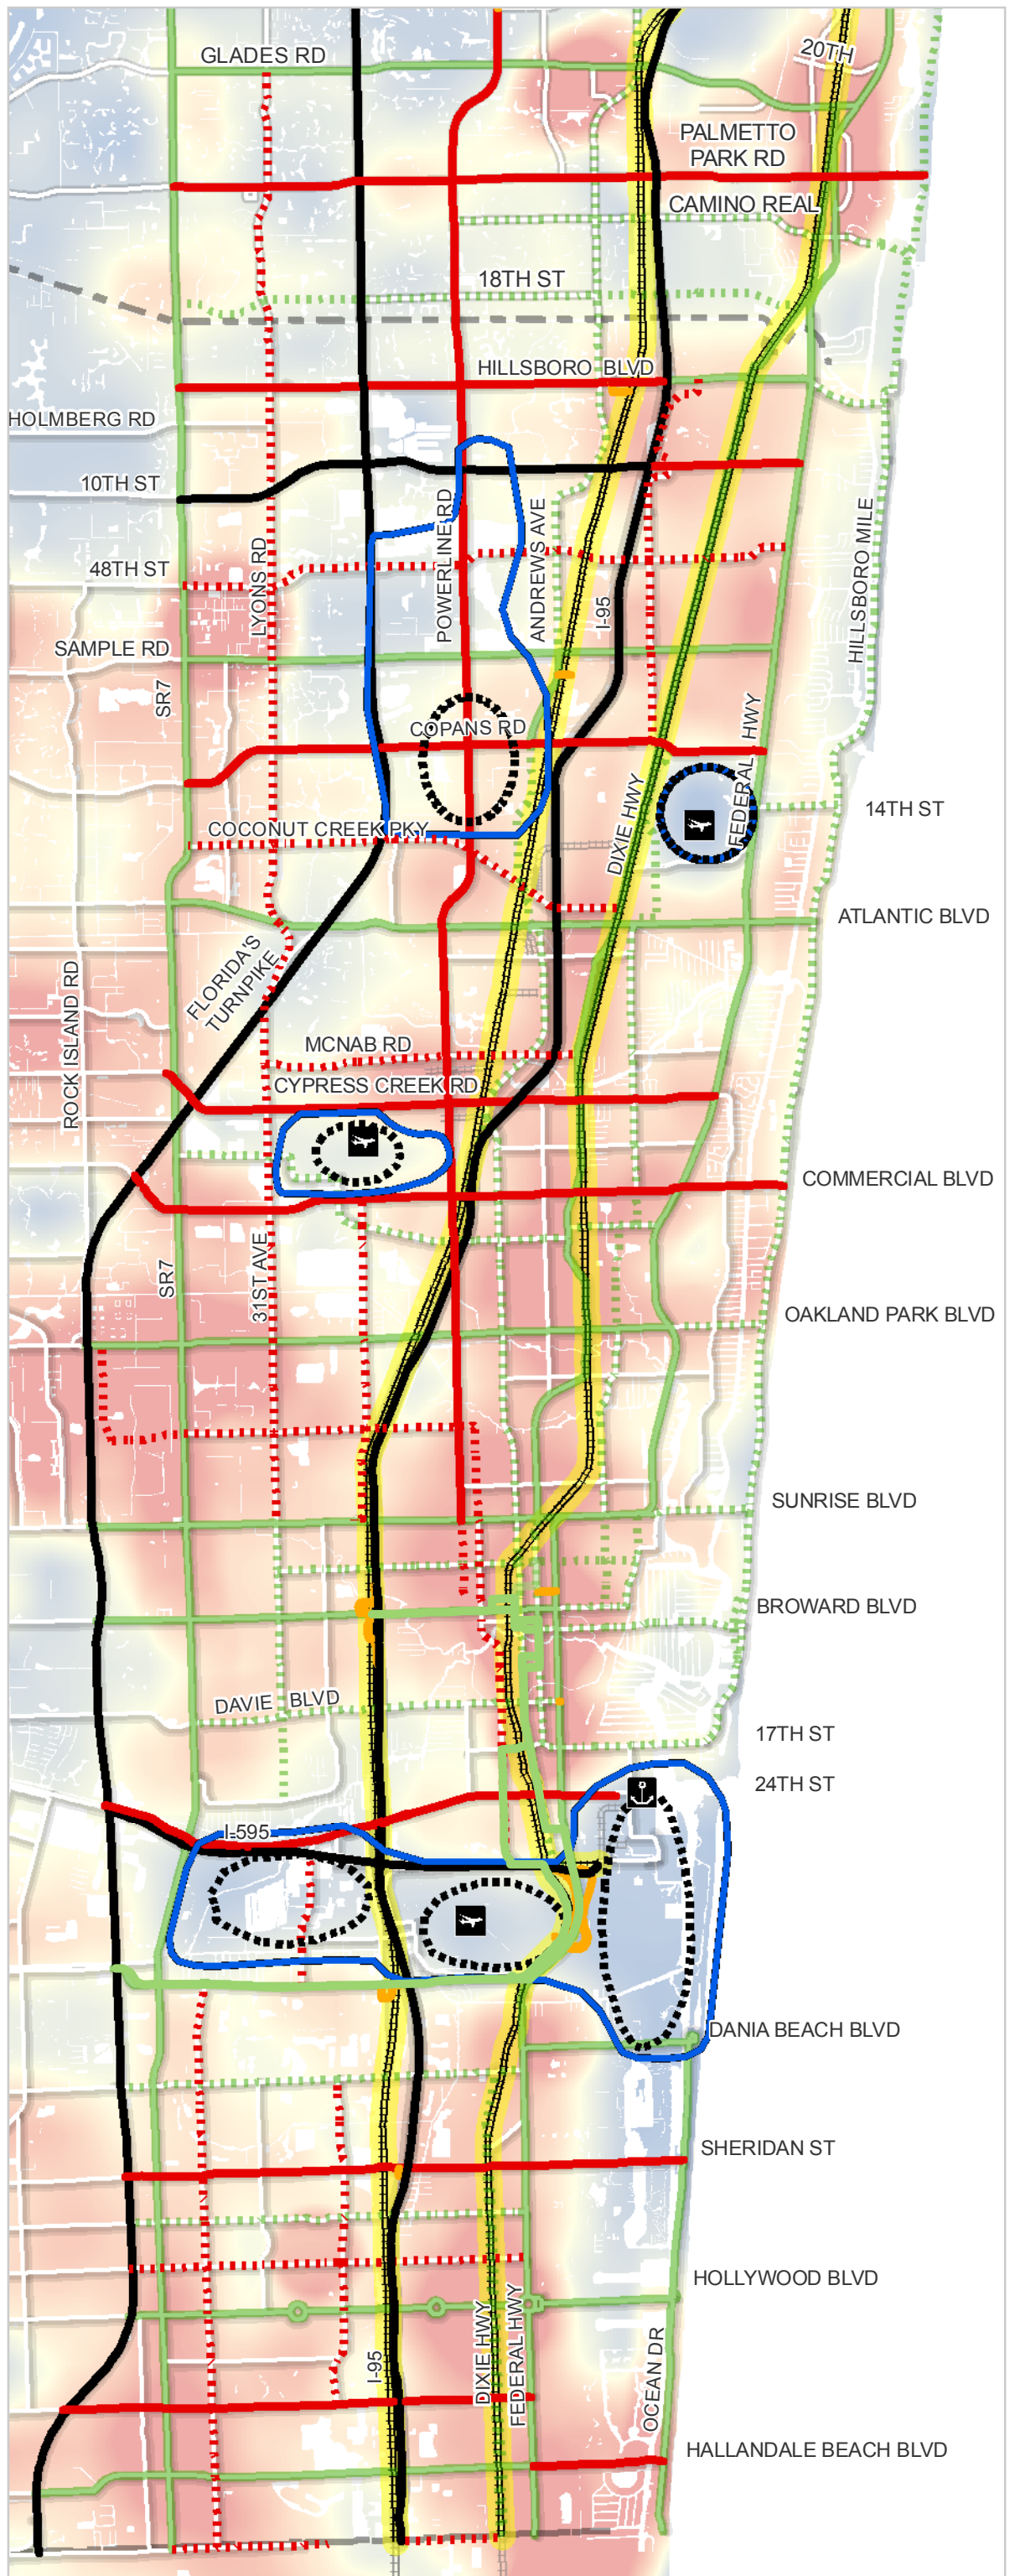 GLADES RD
20TH
PALMETTO
PARK RD
CAMINO REAL
18TH ST
HILLSBORO BLVD
HOLMBERG RD
10TH ST
POWERLINE RD
ANDREWS AVE
HILLSBORO MILE
48TH ST
LYONS RD
I-95
SAMPLE RD
SR7
COPANS RD
FEDERAL HWY
DIXIE HWY
14TH ST
COCONUT CREEK PKY
ATLANTIC BLVD
FLORIDA'S
TURNPIKE
ROCK ISLAND RD
MCNAB RD
CYPRESS CREEK RD
COMMERCIAL BLVD
SR7
31ST AVE
OAKLAND PARK BLVD
SUNRISE BLVD
BROWARD BLVD
DAVIE BLVD
17TH ST
24TH ST
I-595
DANIA BEACH BLVD
SHERIDAN ST
HOLLYWOOD BLVD
I-95
DIXIE HWY
FEDERAL HWY
OCEAN DR
HALLANDALE BEACH BLVD